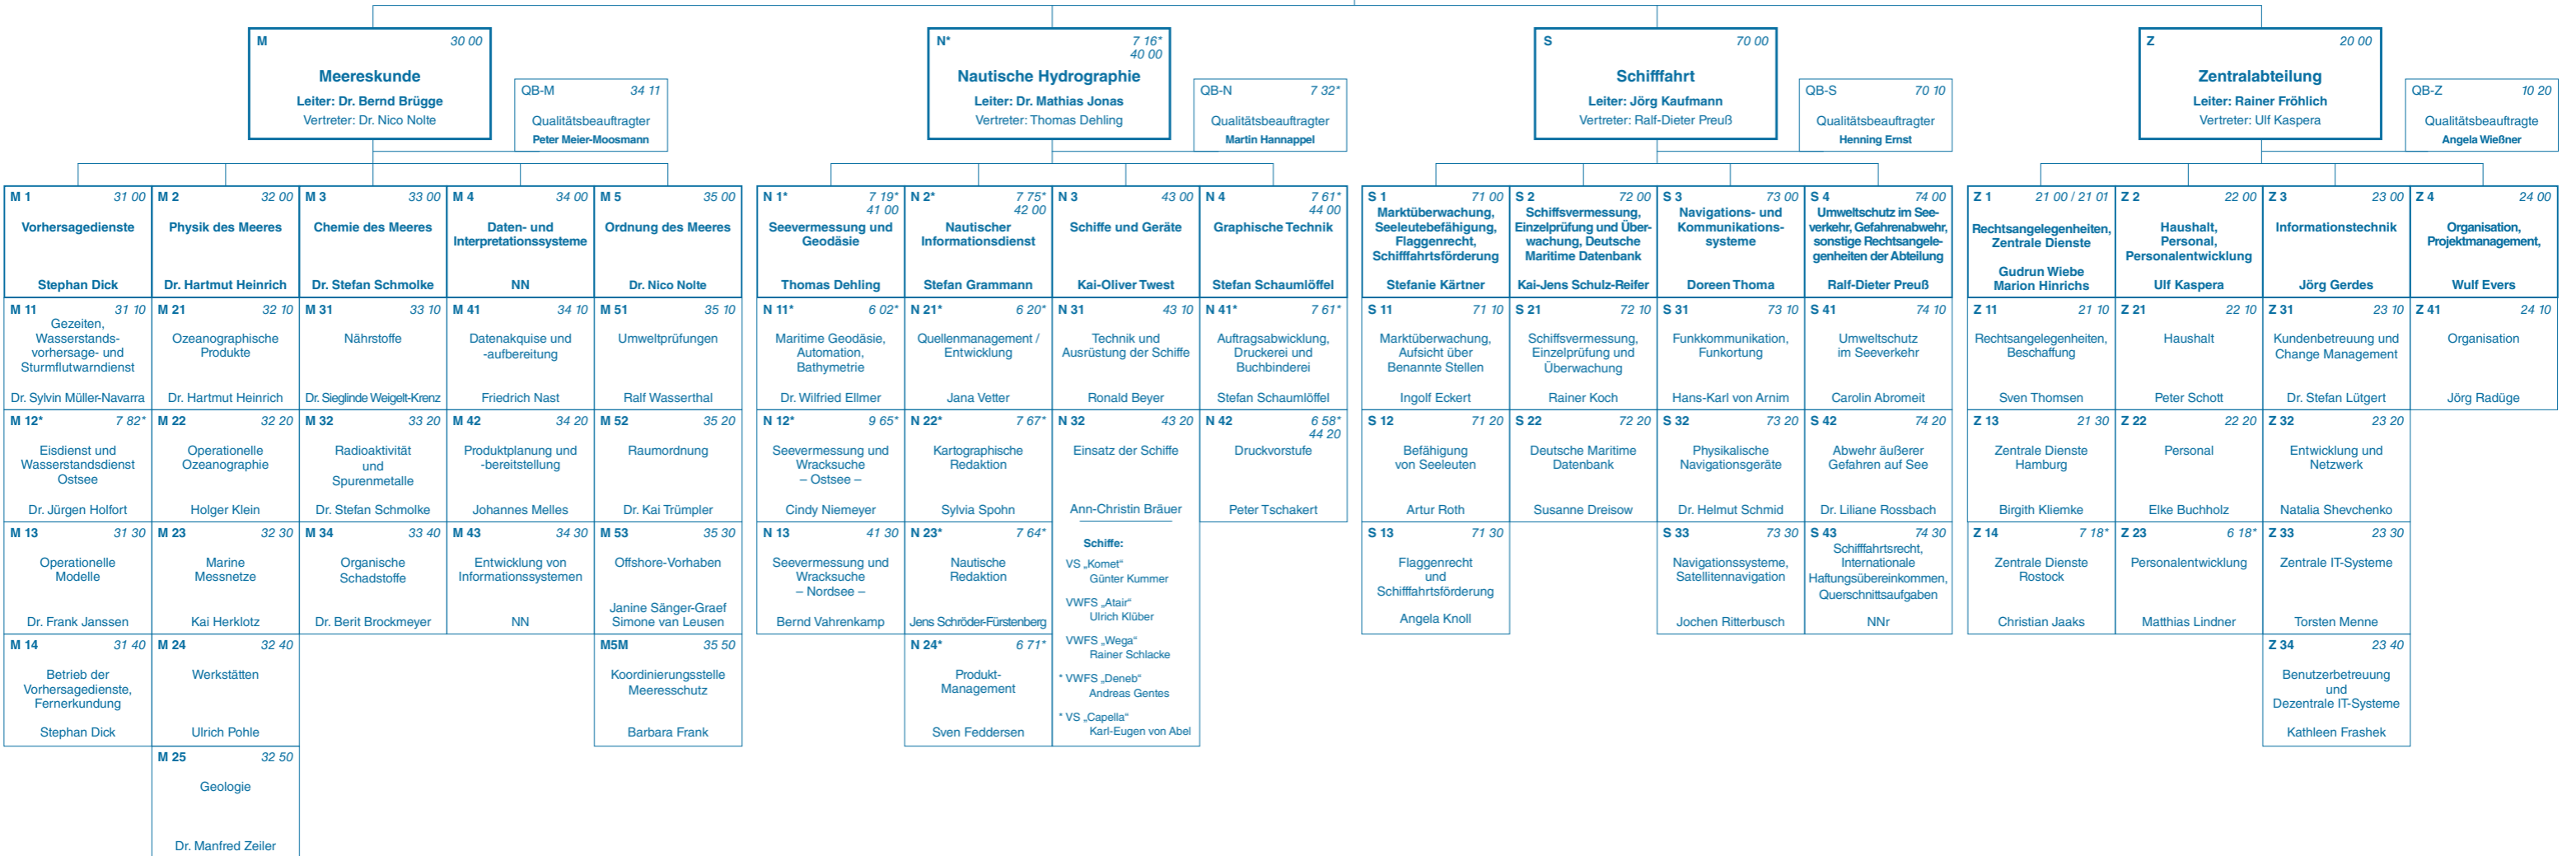 M 30 00
Meereskunde
Leiter: Dr. Bernd Brügge
Vertreter: Dr. Nico Nolte
QB-M 34 11
Qualitätsbeauftragter
Peter Meier-Moosmann
N* 7 16*
40 00
Nautische Hydrographie
Leiter: Dr. Mathias Jonas
Vertreter: Thomas Dehling
QB-N 7 32*
Qualitätsbeauftragter
Martin Hannappel
S 70 00
Schifffahrt
Leiter: Jörg Kaufmann
Vertreter: Ralf-Dieter Preuß
QB-S 70 10
Qualitätsbeauftragter
Henning Ernst
Z 20 00
Zentralabteilung
Leiter: Rainer Fröhlich
Vertreter: Ulf Kaspera
QB-Z 10 20
Qualitätsbeauftragte
Angela Wießner
M 1 31 00
Vorhersagedienste
Stephan Dick
M 11 31 10
Gezeiten,
Wasserstands-
vorhersage- und
Sturmflutwarndienst
Dr. Sylvin Müller-Navarra
M 12* 7 82*
Eisdienst und
Wasserstandsdienst
Ostsee
Dr. Jürgen Holfort
M 13 31 30
Operationelle
Modelle
Dr. Frank Janssen
M 14 31 40
Betrieb der
Vorhersagedienste,
Fernerkundung
Stephan Dick
M 2 32 00
Physik des Meeres
Dr. Hartmut Heinrich
M 21 32 10
Ozeanographische
Produkte
Dr. Hartmut Heinrich
M 22 32 20
Operationelle
Ozeanographie
Holger Klein
M 23 32 30
Marine
Messnetze
Kai Herklotz
M 24 32 40
Werkstätten
Ulrich Pohle
M 25 32 50
Geologie
Dr. Manfred Zeiler
M 3 33 00
Chemie des Meeres
Dr. Stefan Schmolke
M 31 33 10
Nährstoffe
Dr. Sieglinde Weigelt-Krenz
M 32 33 20
Radioaktivität
und
Spurenmetalle
Dr. Stefan Schmolke
M 34 33 40
Organische
Schadstoffe
Dr. Berit Brockmeyer
M 4 34 00
Daten- und
Interpretationssysteme
NN
M 41 34 10
Datenakquise und
-aufbereitung
Friedrich Nast
M 42 34 20
Produktplanung und
-bereitstellung
Johannes Melles
M 43 34 30
Entwicklung von
Informationssystemen
NN
M 5 35 00
Ordnung des Meeres
Dr. Nico Nolte
M 51 35 10
Umweltprüfungen
Ralf Wasserthal
M 52 35 20
Raumordnung
Dr. Kai Trümpler
M 53 35 30
Offshore-Vorhaben
Janine Sänger-Graef
Simone van Leusen
M5M 35 50
Koordinierungsstelle
Meeresschutz
Barbara Frank
N 1* 7 19*
41 00
Seevermessung und
Geodäsie
Thomas Dehling
N 11* 6 02*
Maritime Geodäsie,
Automation,
Bathymetrie
Dr. Wilfried Ellmer
N 12* 9 65*
Seevermessung und
Wracksuche
– Ostsee –
Cindy Niemeyer
N 13 41 30
Seevermessung und
Wracksuche
– Nordsee –
Bernd Vahrenkamp
N 2* 7 75*
42 00
Nautischer
Informationsdienst
Stefan Grammann
N 21* 6 20*
Quellenmanagement /
Entwicklung
Jana Vetter
N 22* 7 67*
Kartographische
Redaktion
Sylvia Spohn
N 23* 7 64*
Nautische
Redaktion
Jens Schröder-Fürstenberg
N 24* 6 71*
Produkt-
Management
Sven Feddersen
N 3 43 00
Schiffe und Geräte
Kai-Oliver Twest
N 31 43 10
Technik und
Ausrüstung der Schiffe
Ronald Beyer
N 32 43 20
Einsatz der Schiffe
Ann-Christin Bräuer
Schiffe:
VS „Komet“
Günter Kummer
VWFS „Atair“
Ulrich Klüber
VWFS „Wega“
Rainer Schlacke
* VWFS „Deneb“
Andreas Gentes
* VS „Capella“
Karl-Eugen von Abel
N 4 7 61*
44 00
Graphische Technik
Stefan Schaumlöffel
N 41* 7 61*
Auftragsabwicklung,
Druckerei und
Buchbinderei
Stefan Schaumlöffel
N 42 6 58*
44 20
Druckvorstufe
Peter Tschakert
S 1 71 00
Marktüberwachung,
Seeleutebefähigung,
Flaggenrecht,
Schifffahrtsförderung
Stefanie Kärtner
S 11 71 10
Marktüberwachung,
Aufsicht über
Benannte Stellen
Ingolf Eckert
S 12 71 20
Befähigung
von Seeleuten
Artur Roth
S 13 71 30
Flaggenrecht
und
Schifffahrtsförderung
Angela Knoll
S 2 72 00
Schiffsvermessung,
Einzelprüfung und Über-
wachung, Deutsche
Maritime Datenbank
Kai-Jens Schulz-Reifer
S 21 72 10
Schiffsvermessung,
Einzelprüfung und
Überwachung
Rainer Koch
S 22 72 20
Deutsche Maritime
Datenbank
Susanne Dreisow
S 3 73 00
Navigations- und
Kommunikations-
systeme
Doreen Thoma
S 31 73 10
Funkkommunikation,
Funkortung
Hans-Karl von Arnim
S 32 73 20
Physikalische
Navigationsgeräte
Dr. Helmut Schmid
S 33 73 30
Navigationssysteme,
Satellitennavigation
Jochen Ritterbusch
S 4 74 00
Umweltschutz im See-
verkehr, Gefahrenabwehr,
sonstige Rechtsangele-
genheiten der Abteilung
Ralf-Dieter Preuß
S 41 74 10
Umweltschutz
im Seeverkehr
Carolin Abromeit
S 42 74 20
Abwehr äußerer
Gefahren auf See
Dr. Liliane Rossbach
S 43 74 30
Schifffahrtsrecht,
Internationale
Haftungsübereinkommen,
Querschnittsaufgaben
NNr
Z 1 21 00 / 21 01
Rechtsangelegenheiten,
Zentrale Dienste
Gudrun Wiebe
Marion Hinrichs
Z 11 21 10
Rechtsangelegenheiten,
Beschaffung
Sven Thomsen
Z 13 21 30
Zentrale Dienste
Hamburg
Birgith Kliemke
Z 14 7 18*
Zentrale Dienste
Rostock
Christian Jaaks
Z 2 22 00
Haushalt,
Personal,
Personalentwicklung
Ulf Kaspera
Z 21 22 10
Haushalt
Peter Schott
Z 22 22 20
Personal
Elke Buchholz
Z 23 6 18*
Personalentwicklung
Matthias Lindner
Z 3 23 00
Informationstechnik
Jörg Gerdes
Z 31 23 10
Kundenbetreuung und
Change Management
Dr. Stefan Lütgert
Z 32 23 20
Entwicklung und
Netzwerk
Natalia Shevchenko
Z 33 23 30
Zentrale IT-Systeme
Torsten Menne
Z 34 23 40
Benutzerbetreuung
und
Dezentrale IT-Systeme
Kathleen Frashek
Z 4 24 00
Organisation,
Projektmanagement,
Wulf Evers
Z 41 24 10
Organisation
Jörg Radüge